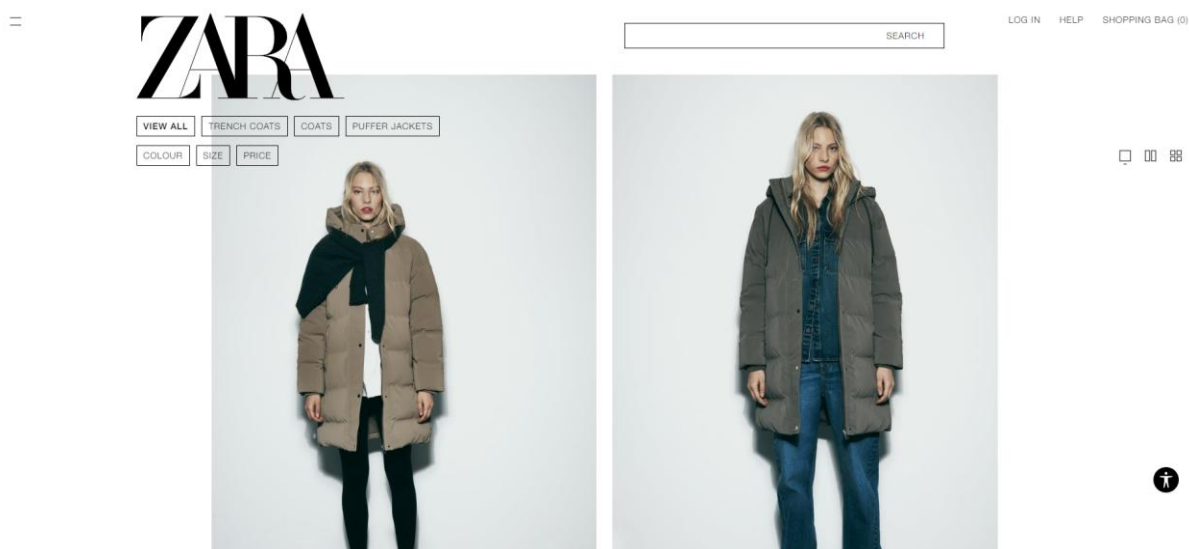 ZARA
SEARCH
LOG IN HELP SHOPPING BAG (0)
VIEW ALL TRENCH COATS COATS PUFFER JACKETS
COLOUR SIZE PRICE